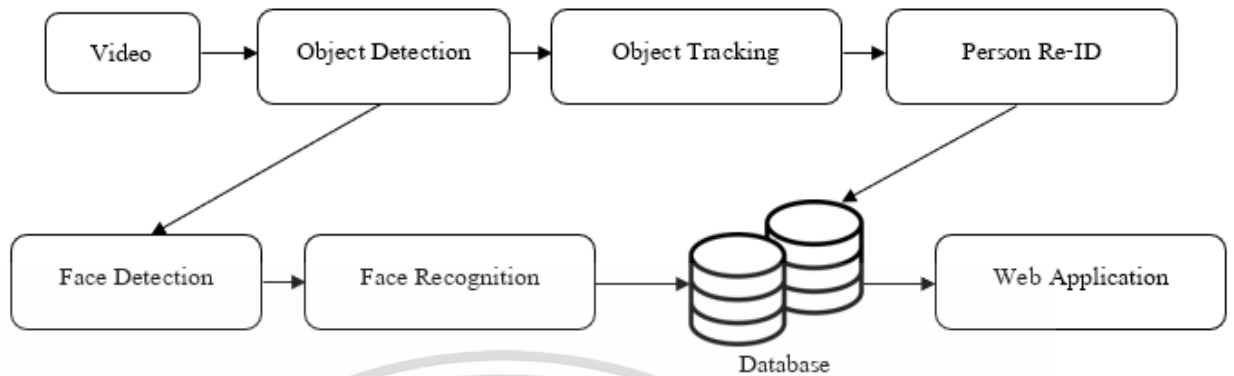 Video
Object Detection
Object Tracking
Person Re-ID
Face Detection
Face Recognition
Web Application
Database